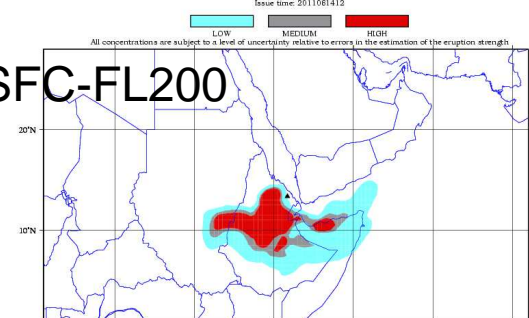 Issue time: 2011061412
LOW MEDIUM HIGH
All concentrations are subject to a level of uncertainty relative to errors in the estimation of the eruption strength
SFC-FL200
20°N
10°N